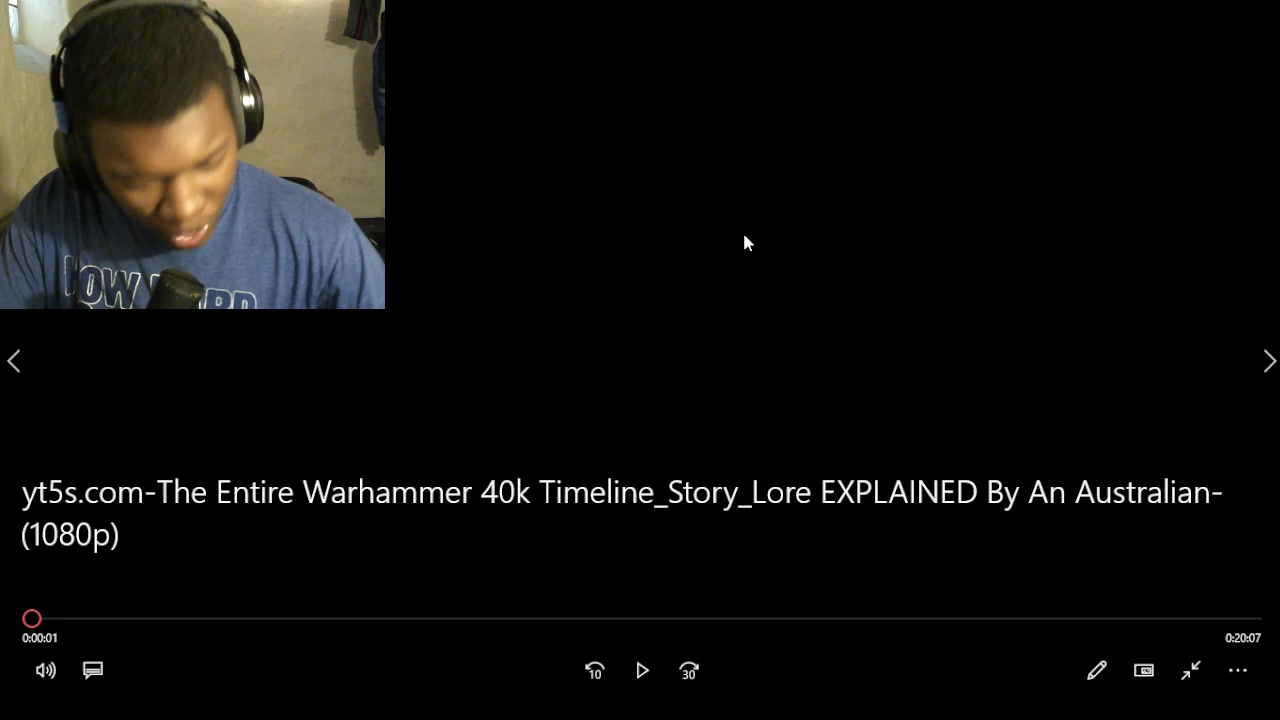 yt5s.com-The Entire Warhammer 40k Timeline_Story_Lore EXPLAINED By An Australian-
(1080p)
0:00:01
0:20:07
10
30